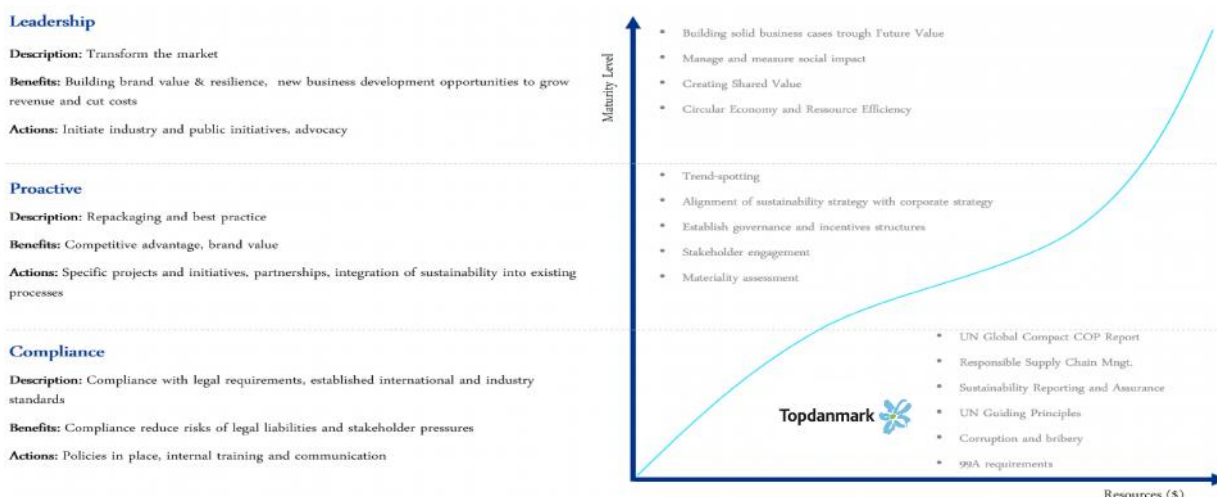 Leadership
Description: Transform the market
Benefits: Building brand value & resilience, new business development opportunities to grow
revenue and cut costs
Actions: Initiate industry and public initiatives, advocacy
Proactive
Description: Repackaging and best practice
Benefits: Competitive advantage, brand value
Actions: Specific projects and initiatives, partnerships, integration of sustainability into existing
processes
Compliance
Description: Compliance with legal requirements, established international and industry
standards
Benefits: Compliance reduce risks of legal liabilities and stakeholder pressures
Actions: Policies in place, internal training and communication
Maturity Level
• Building solid business cases trough Future Value
• Manage and measure social impact
• Creating Shared Value
• Circular Economy and Ressource Efficiency
• Trend-spotting
• Alignment of sustainability strategy with corporate strategy
• Establish governance and incentives structures
• Stakeholder engagement
• Materiality assessment
• UN Global Compact COP Report
• Responsible Supply Chain Mngt.
• Sustainability Reporting and Assurance
• UN Guiding Principles
• Corruption and bribery
• 99A requirements
Topdanmark
Resources ($)